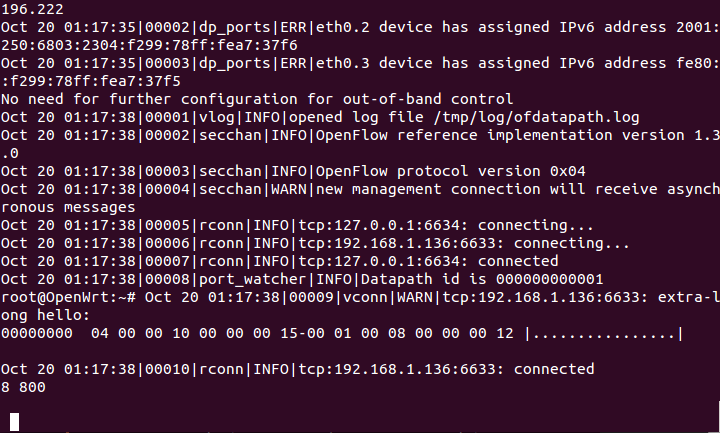 196.222
Oct 20 01:17:35|00002|dp_ports|ERR|eth0.2 device has assigned IPv6 address 2001:
250:6803:2304:f299:78ff:fea7:37f6
Oct 20 01:17:35|00003|dp_ports|ERR|eth0.3 device has assigned IPv6 address fe80:
:f299:78ff:fea7:37f5
No need for further configuration for out-of-band control
Oct 20 01:17:38|00001|vlog|INFO|opened log file /tmp/log/ofdatapath.log
Oct 20 01:17:38|00002|secchan|INFO|OpenFlow reference implementation version 1.3
.0
Oct 20 01:17:38|00003|secchan|INFO|OpenFlow protocol version 0x04
Oct 20 01:17:38|00004|secchan|WARN|new management connection will receive asynch
ronous messages
Oct 20 01:17:38|00005|rconn|INFO|tcp:127.0.0.1:6634: connecting...
Oct 20 01:17:38|00006|rconn|INFO|tcp:192.168.1.136:6633: connecting...
Oct 20 01:17:38|00007|rconn|INFO|tcp:127.0.0.1:6634: connected
Oct 20 01:17:38|00008|port_watcher|INFO|Datapath id is 000000000001
root@OpenWrt:~# Oct 20 01:17:38|00009|vconn|WARN|tcp:192.168.1.136:6633: extra-l
ong hello:
00000000  04 00 00 10 00 00 00 15-00 01 00 08 00 00 00 12 |................|
Oct 20 01:17:38|00010|rconn|INFO|tcp:192.168.1.136:6633: connected
8 800